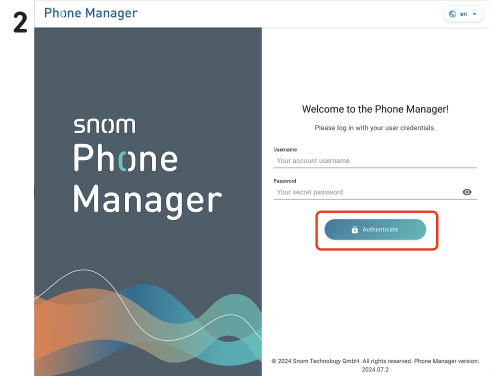 2
Phone Manager
en
snom
Phone
Manager
Welcome to the Phone Manager!
Please log in with your user credentials.
Username
Your account username
Password
Your secret password
Authenticate
© 2024 Snom Technology GmbH. All rights reserved. Phone Manager version:
2024.07.2